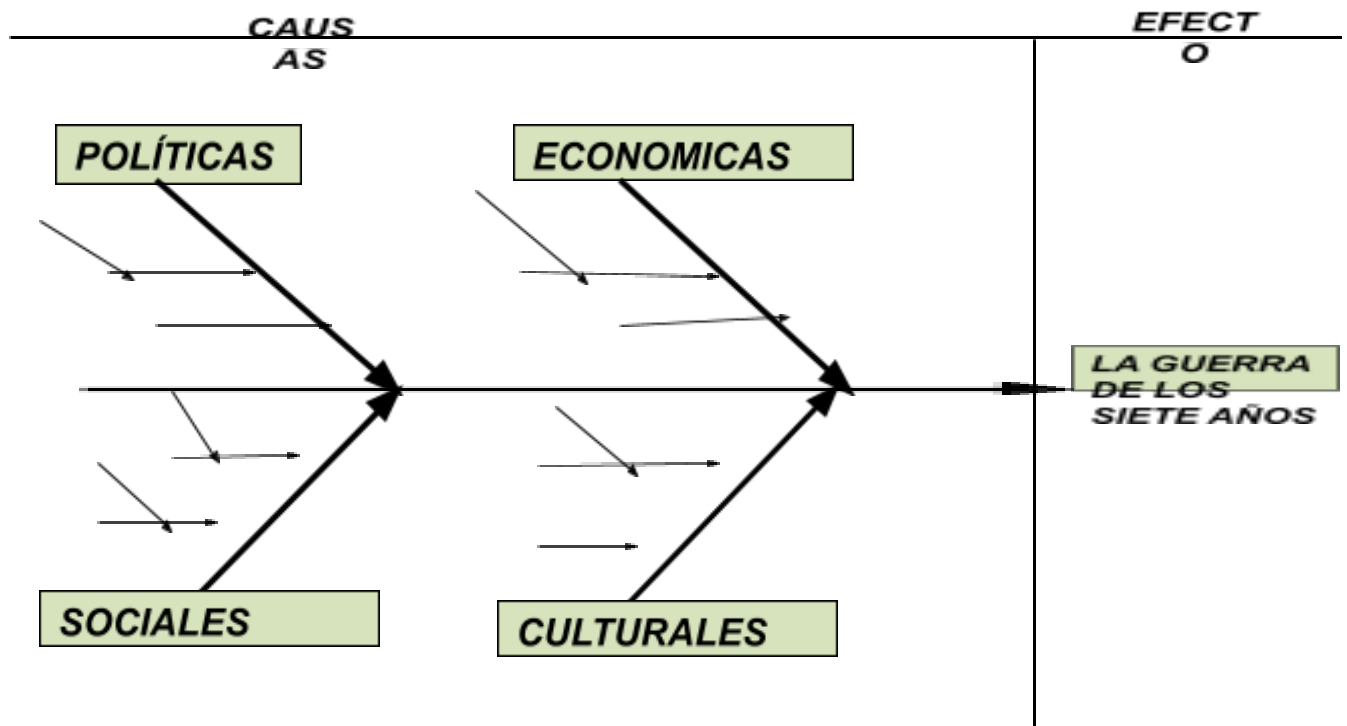 CAUS
AS
EFECT
O
POLÍTICAS
ECONOMICAS
LA GUERRA
DE LOS
SIETE AÑOS
SOCIALES
CULTURALES